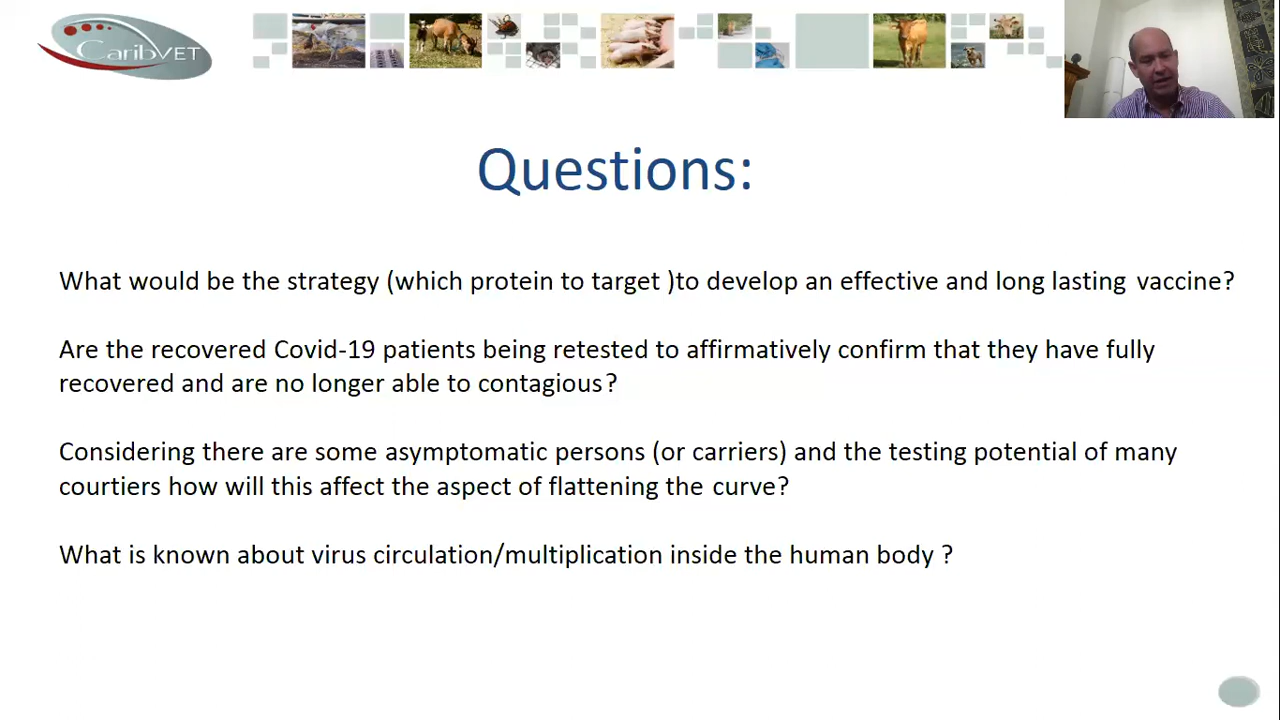 CaribVET
Questions:
What would be the strategy (which protein to target )to develop an effective and long lasting vaccine?
Are the recovered Covid-19 patients being retested to affirmatively confirm that they have fully
recovered and are no longer able to contagious?
Considering there are some asymptomatic persons (or carriers) and the testing potential of many
courtiers how will this affect the aspect of flattening the curve?
What is known about virus circulation/multiplication inside the human body ?